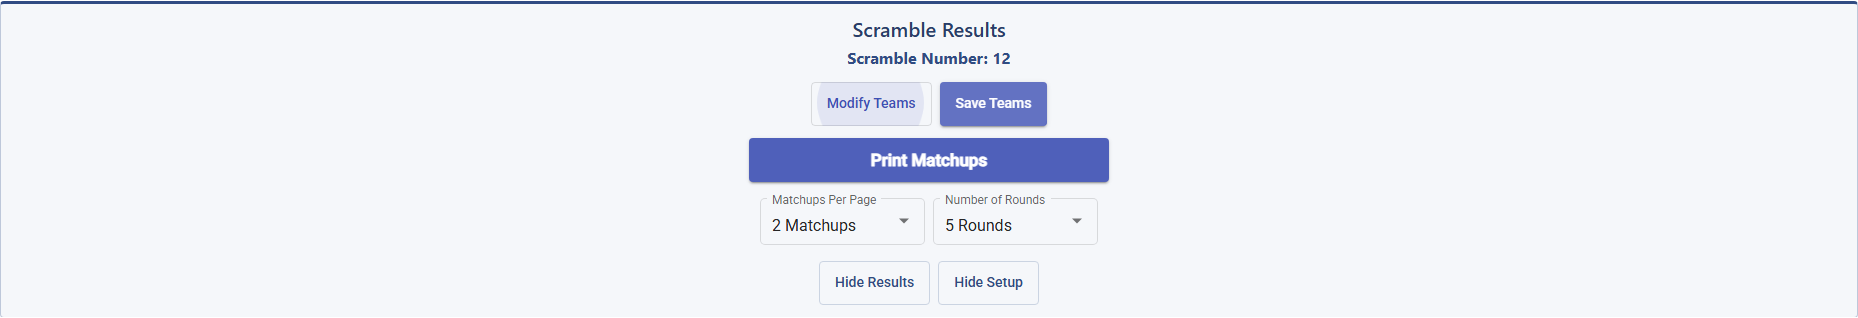 Scramble Results
Scramble Number: 12
Modify Teams Save Teams
Print Matchups
Matchups Per Page Number of Rounds
2 Matchups 5 Rounds
Hide Results Hide Setup